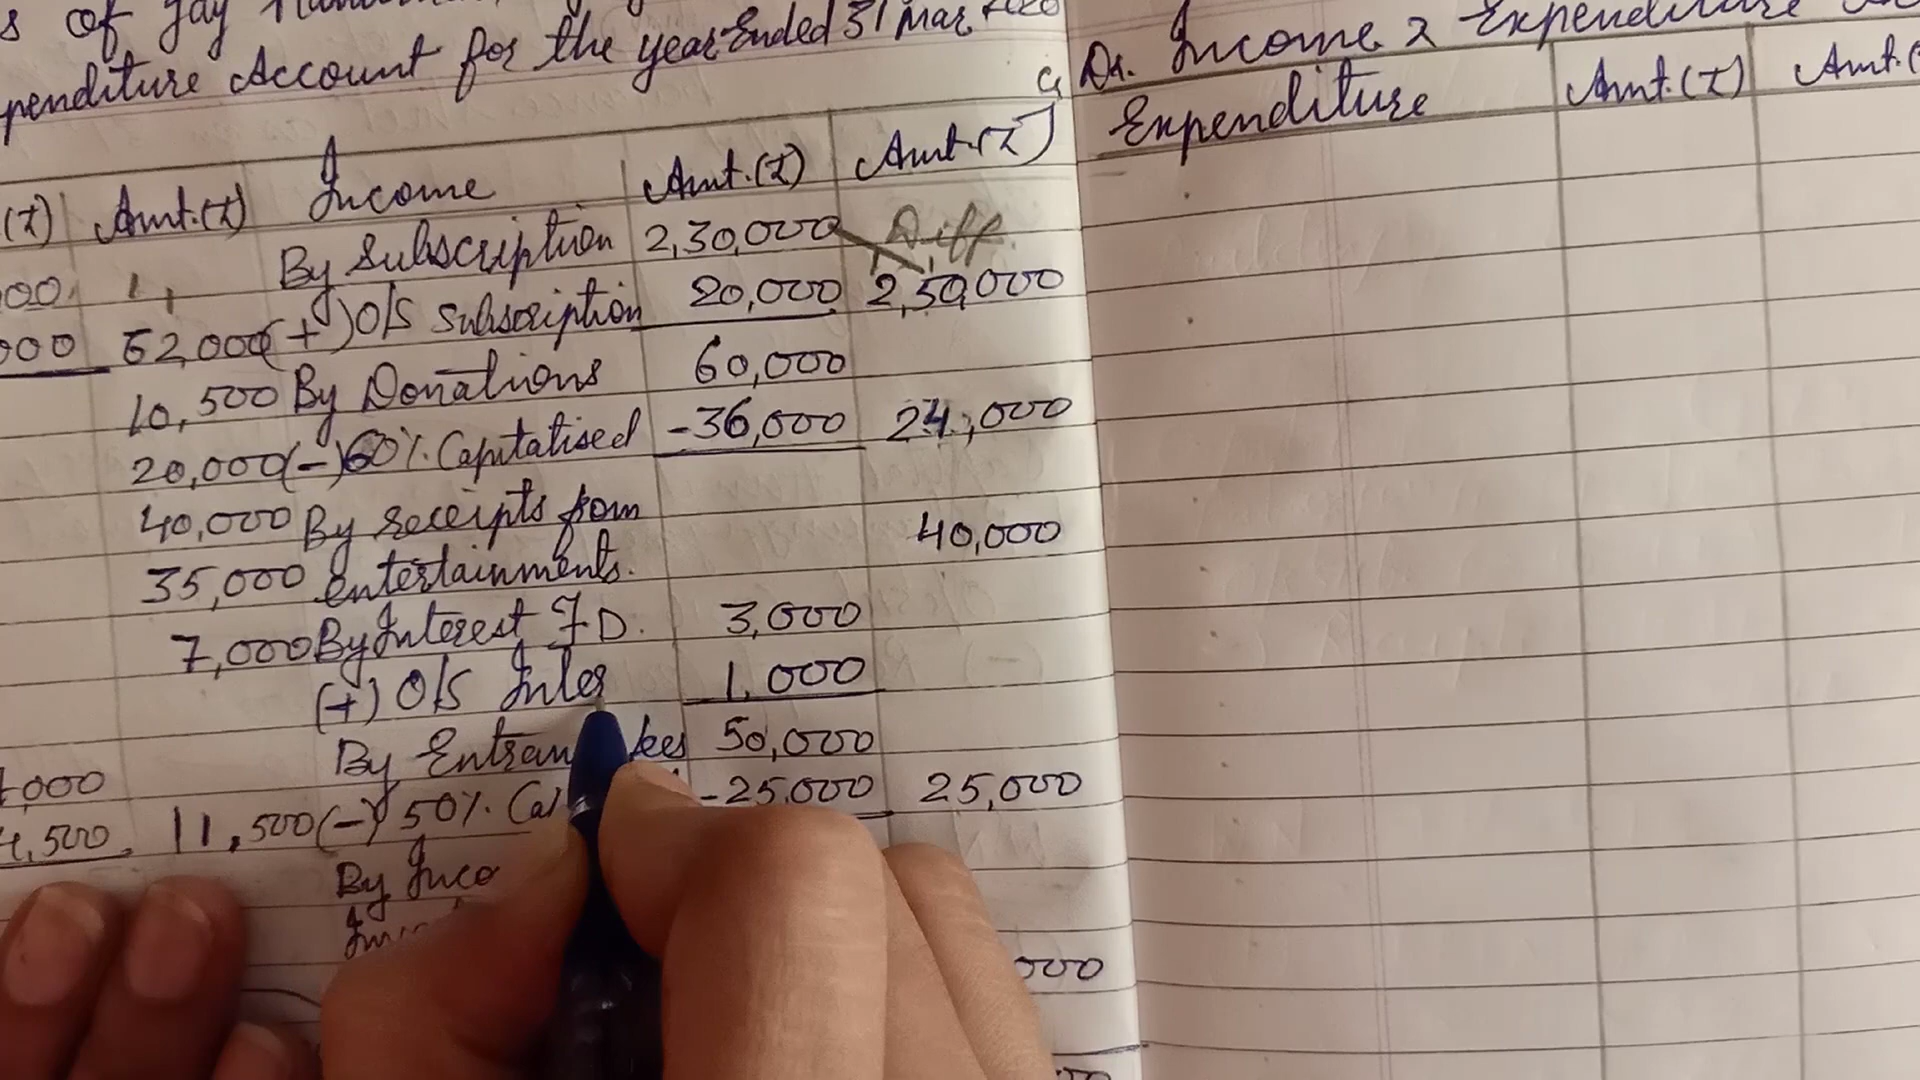 s of Jay
penditure Account for the year Ended 31 Mar
(₹) Amt.(₹) Income Amt.(₹) Amt.(₹)
By Subscription 2,30,000 Diff.
000 62,000 (+) O/S Subscription 20,000 2,50,000
10,500 By Donations 60,000
20,000 (-) 60% Capitalised -36,000 24,000
40,000 By receipts from
35,000 entertainments. 40,000
7,000 By Interest F.D. 3,000
(+) O/S Inter 1,000
By Entran fees 50,000
,000
4,500 11,500 (-) 50% Ca -25,000 25,000
By Inco
000
Dr. Income & Expenditure
Expenditure Amt.(₹) Amt.(